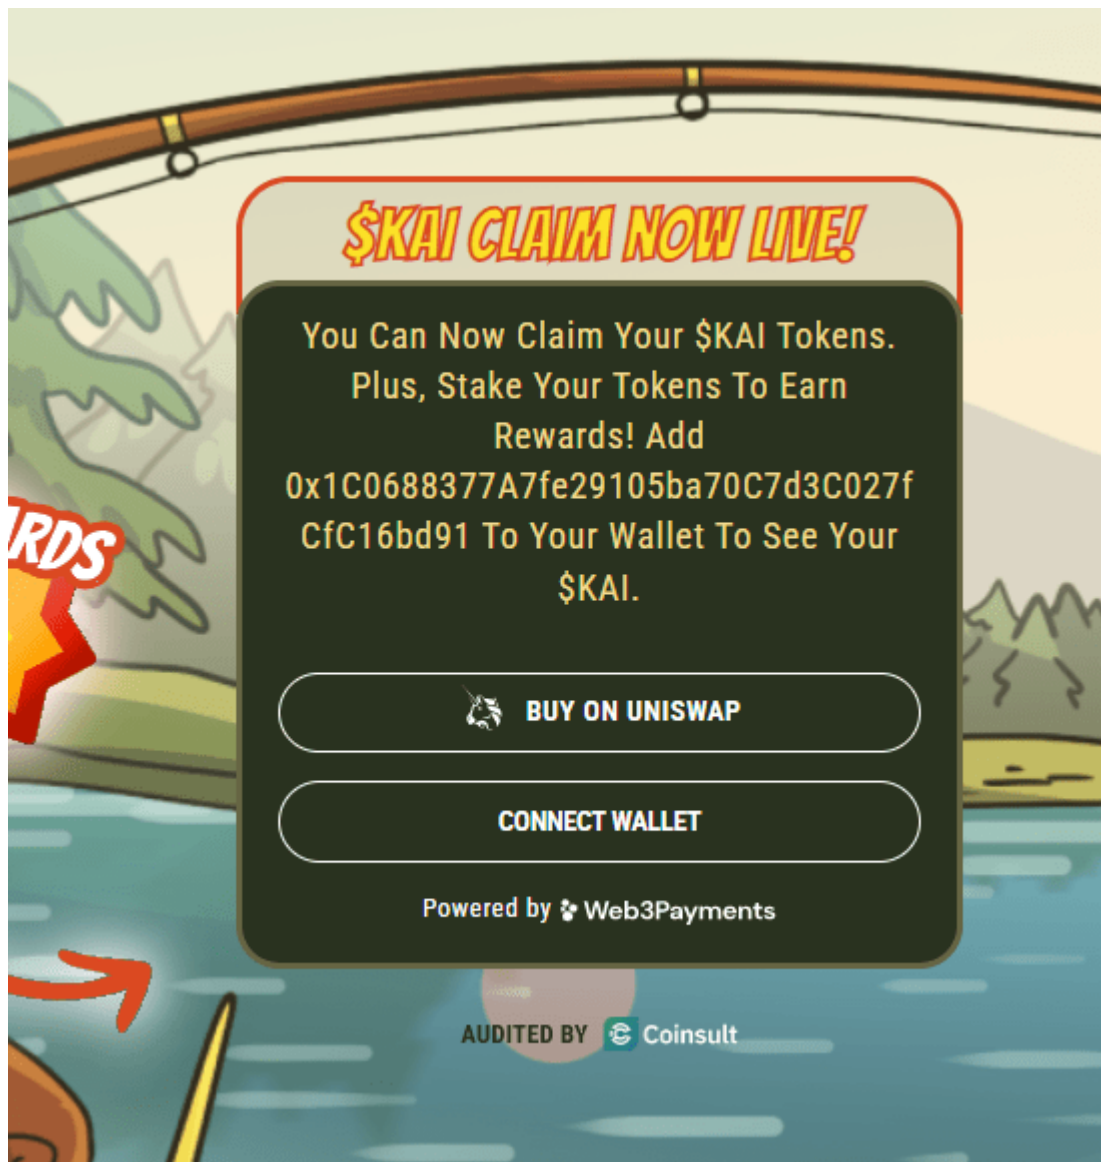 $KAI CLAIM NOW LIVE!
You Can Now Claim Your $KAI Tokens.
Plus, Stake Your Tokens To Earn
Rewards! Add
0x1C0688377A7fe29105ba70C7d3C027f
CfC16bd91 To Your Wallet To See Your
$KAI.
ARDS
BUY ON UNISWAP
CONNECT WALLET
Powered by Web3Payments
AUDITED BY Coinsult